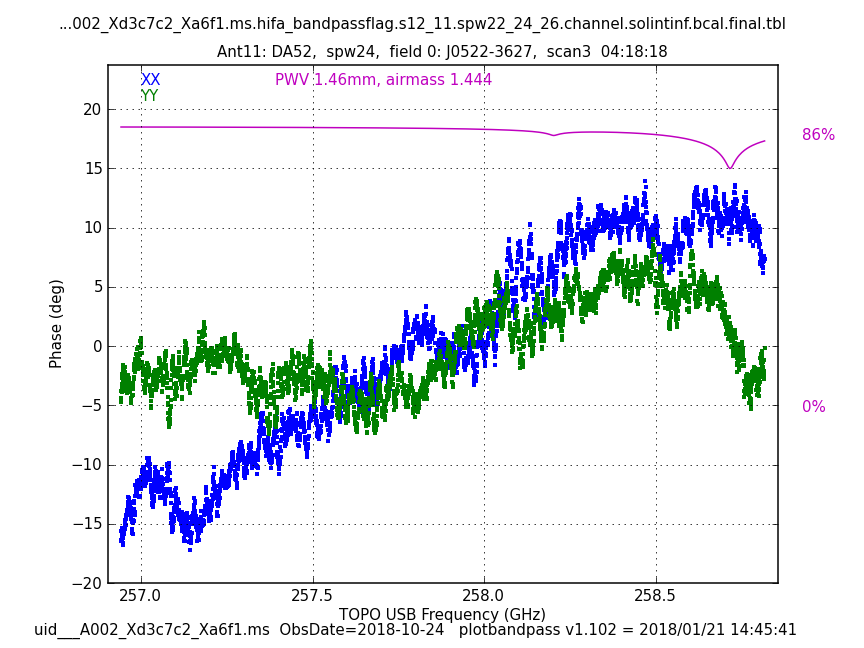 ...002_Xd3c7c2_Xa6f1.ms.hifa_bandpassflag.s12_11.spw22_24_26.channel.solintinf.bcal.final.tbl
Ant11: DA52, spw24, field 0: J0522-3627, scan3 04:18:18
XX PWV 1.46mm, airmass 1.444
YY
20
86%
15
10
5
0
−5
0%
−10
−15
−20
Phase (deg)
257.0 257.5 258.0 258.5
TOPO USB Frequency (GHz)
uid___A002_Xd3c7c2_Xa6f1.ms ObsDate=2018-10-24 plotbandpass v1.102 = 2018/01/21 14:45:41